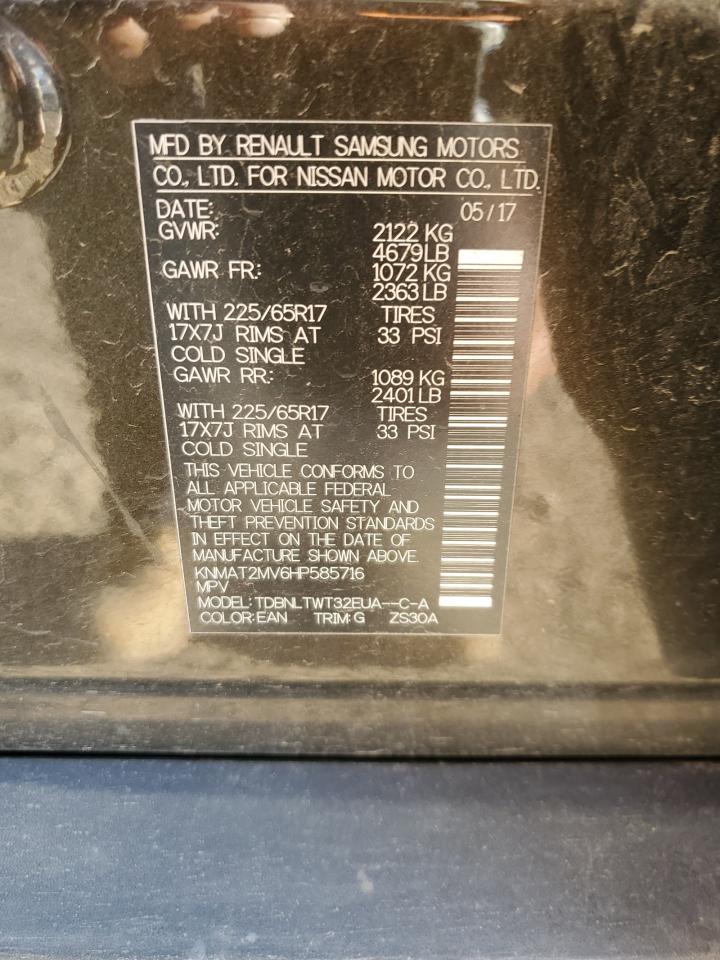 MFD BY RENAULT SAMSUNG MOTORS
CO., LTD. FOR NISSAN MOTOR CO., LTD.
DATE: 05/17
GVWR: 2122 KG
4679 LB
GAWR FR.: 1072 KG
2363 LB
WITH 225/65R17 TIRES
17X7J RIMS AT 33 PSI
COLD SINGLE
GAWR RR.: 1089 KG
2401 LB
WITH 225/65R17 TIRES
17X7J RIMS AT 33 PSI
COLD SINGLE
THIS VEHICLE CONFORMS TO
ALL APPLICABLE FEDERAL
MOTOR VEHICLE SAFETY AND
THEFT PREVENTION STANDARDS
IN EFFECT ON THE DATE OF
MANUFACTURE SHOWN ABOVE.
KNMAT2MV6HP585716
MPV
MODEL: TDBNLTWT32EUA--C-A
COLOR: EAN TRIM: G ZS30A